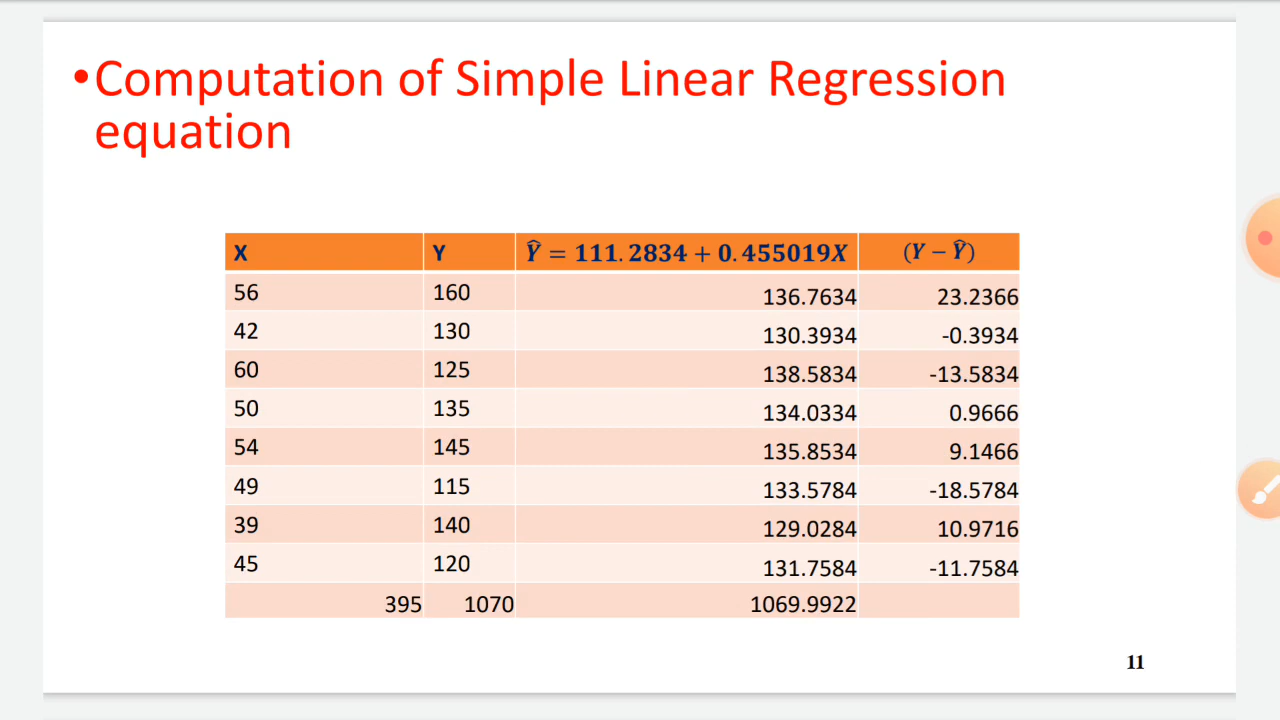 •Computation of Simple Linear Regression
equation
X Y Ŷ = 111.2834 + 0.455019X (Y − Ŷ)
56 160 136.7634 23.2366
42 130 130.3934 -0.3934
60 125 138.5834 -13.5834
50 135 134.0334 0.9666
54 145 135.8534 9.1466
49 115 133.5784 -18.5784
39 140 129.0284 10.9716
45 120 131.7584 -11.7584
395 1070 1069.9922
11